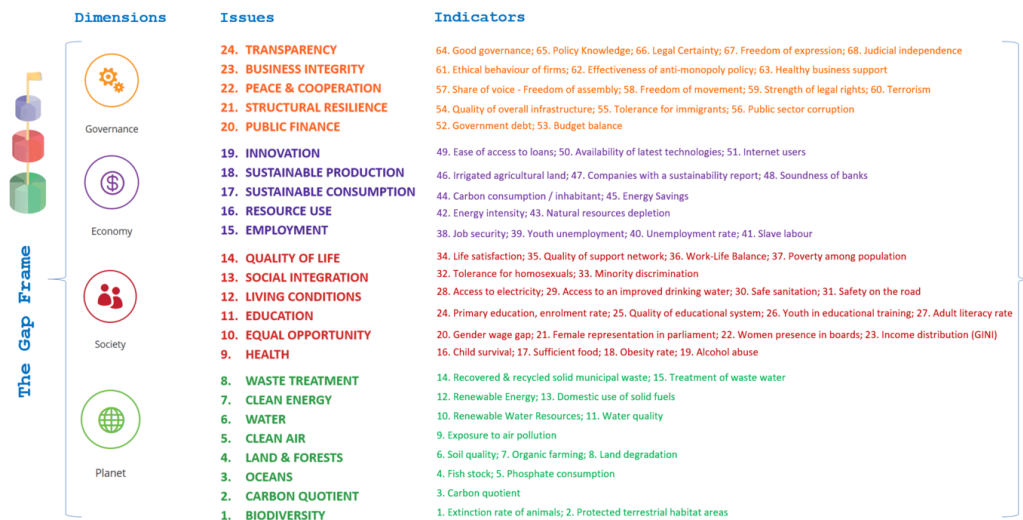 Dimensions
Issues
Indicators
The Gap Frame
Governance
24. TRANSPARENCY
64. Good governance; 65. Policy Knowledge; 66. Legal Certainty; 67. Freedom of expression; 68. Judicial independence
23. BUSINESS INTEGRITY
61. Ethical behaviour of firms; 62. Effectiveness of anti-monopoly policy; 63. Healthy business support
22. PEACE & COOPERATION
57. Share of voice - Freedom of assembly; 58. Freedom of movement; 59. Strength of legal rights; 60. Terrorism
21. STRUCTURAL RESILIENCE
54. Quality of overall infrastructure; 55. Tolerance for immigrants; 56. Public sector corruption
20. PUBLIC FINANCE
52. Government debt; 53. Budget balance
Economy
19. INNOVATION
49. Ease of access to loans; 50. Availability of latest technologies; 51. Internet users
18. SUSTAINABLE PRODUCTION
46. Irrigated agricultural land; 47. Companies with a sustainability report; 48. Soundness of banks
17. SUSTAINABLE CONSUMPTION
44. Carbon consumption / inhabitant; 45. Energy Savings
16. RESOURCE USE
42. Energy intensity; 43. Natural resources depletion
15. EMPLOYMENT
38. Job security; 39. Youth unemployment; 40. Unemployment rate; 41. Slave labour
Society
14. QUALITY OF LIFE
34. Life satisfaction; 35. Quality of support network; 36. Work-Life Balance; 37. Poverty among population
13. SOCIAL INTEGRATION
32. Tolerance for homosexuals; 33. Minority discrimination
12. LIVING CONDITIONS
28. Access to electricity; 29. Access to an improved drinking water; 30. Safe sanitation; 31. Safety on the road
11. EDUCATION
24. Primary education, enrolment rate; 25. Quality of educational system; 26. Youth in educational training; 27. Adult literacy rate
10. EQUAL OPPORTUNITY
20. Gender wage gap; 21. Female representation in parliament; 22. Women presence in boards; 23. Income distribution (GINI)
9. HEALTH
16. Child survival; 17. Sufficient food; 18. Obesity rate; 19. Alcohol abuse
Planet
8. WASTE TREATMENT
14. Recovered & recycled solid municipal waste; 15. Treatment of waste water
7. CLEAN ENERGY
12. Renewable Energy; 13. Domestic use of solid fuels
6. WATER
10. Renewable Water Resources; 11. Water quality
5. CLEAN AIR
9. Exposure to air pollution
4. LAND & FORESTS
6. Soil quality; 7. Organic farming; 8. Land degradation
3. OCEANS
4. Fish stock; 5. Phosphate consumption
2. CARBON QUOTIENT
3. Carbon quotient
1. BIODIVERSITY
1. Extinction rate of animals; 2. Protected terrestrial habitat areas